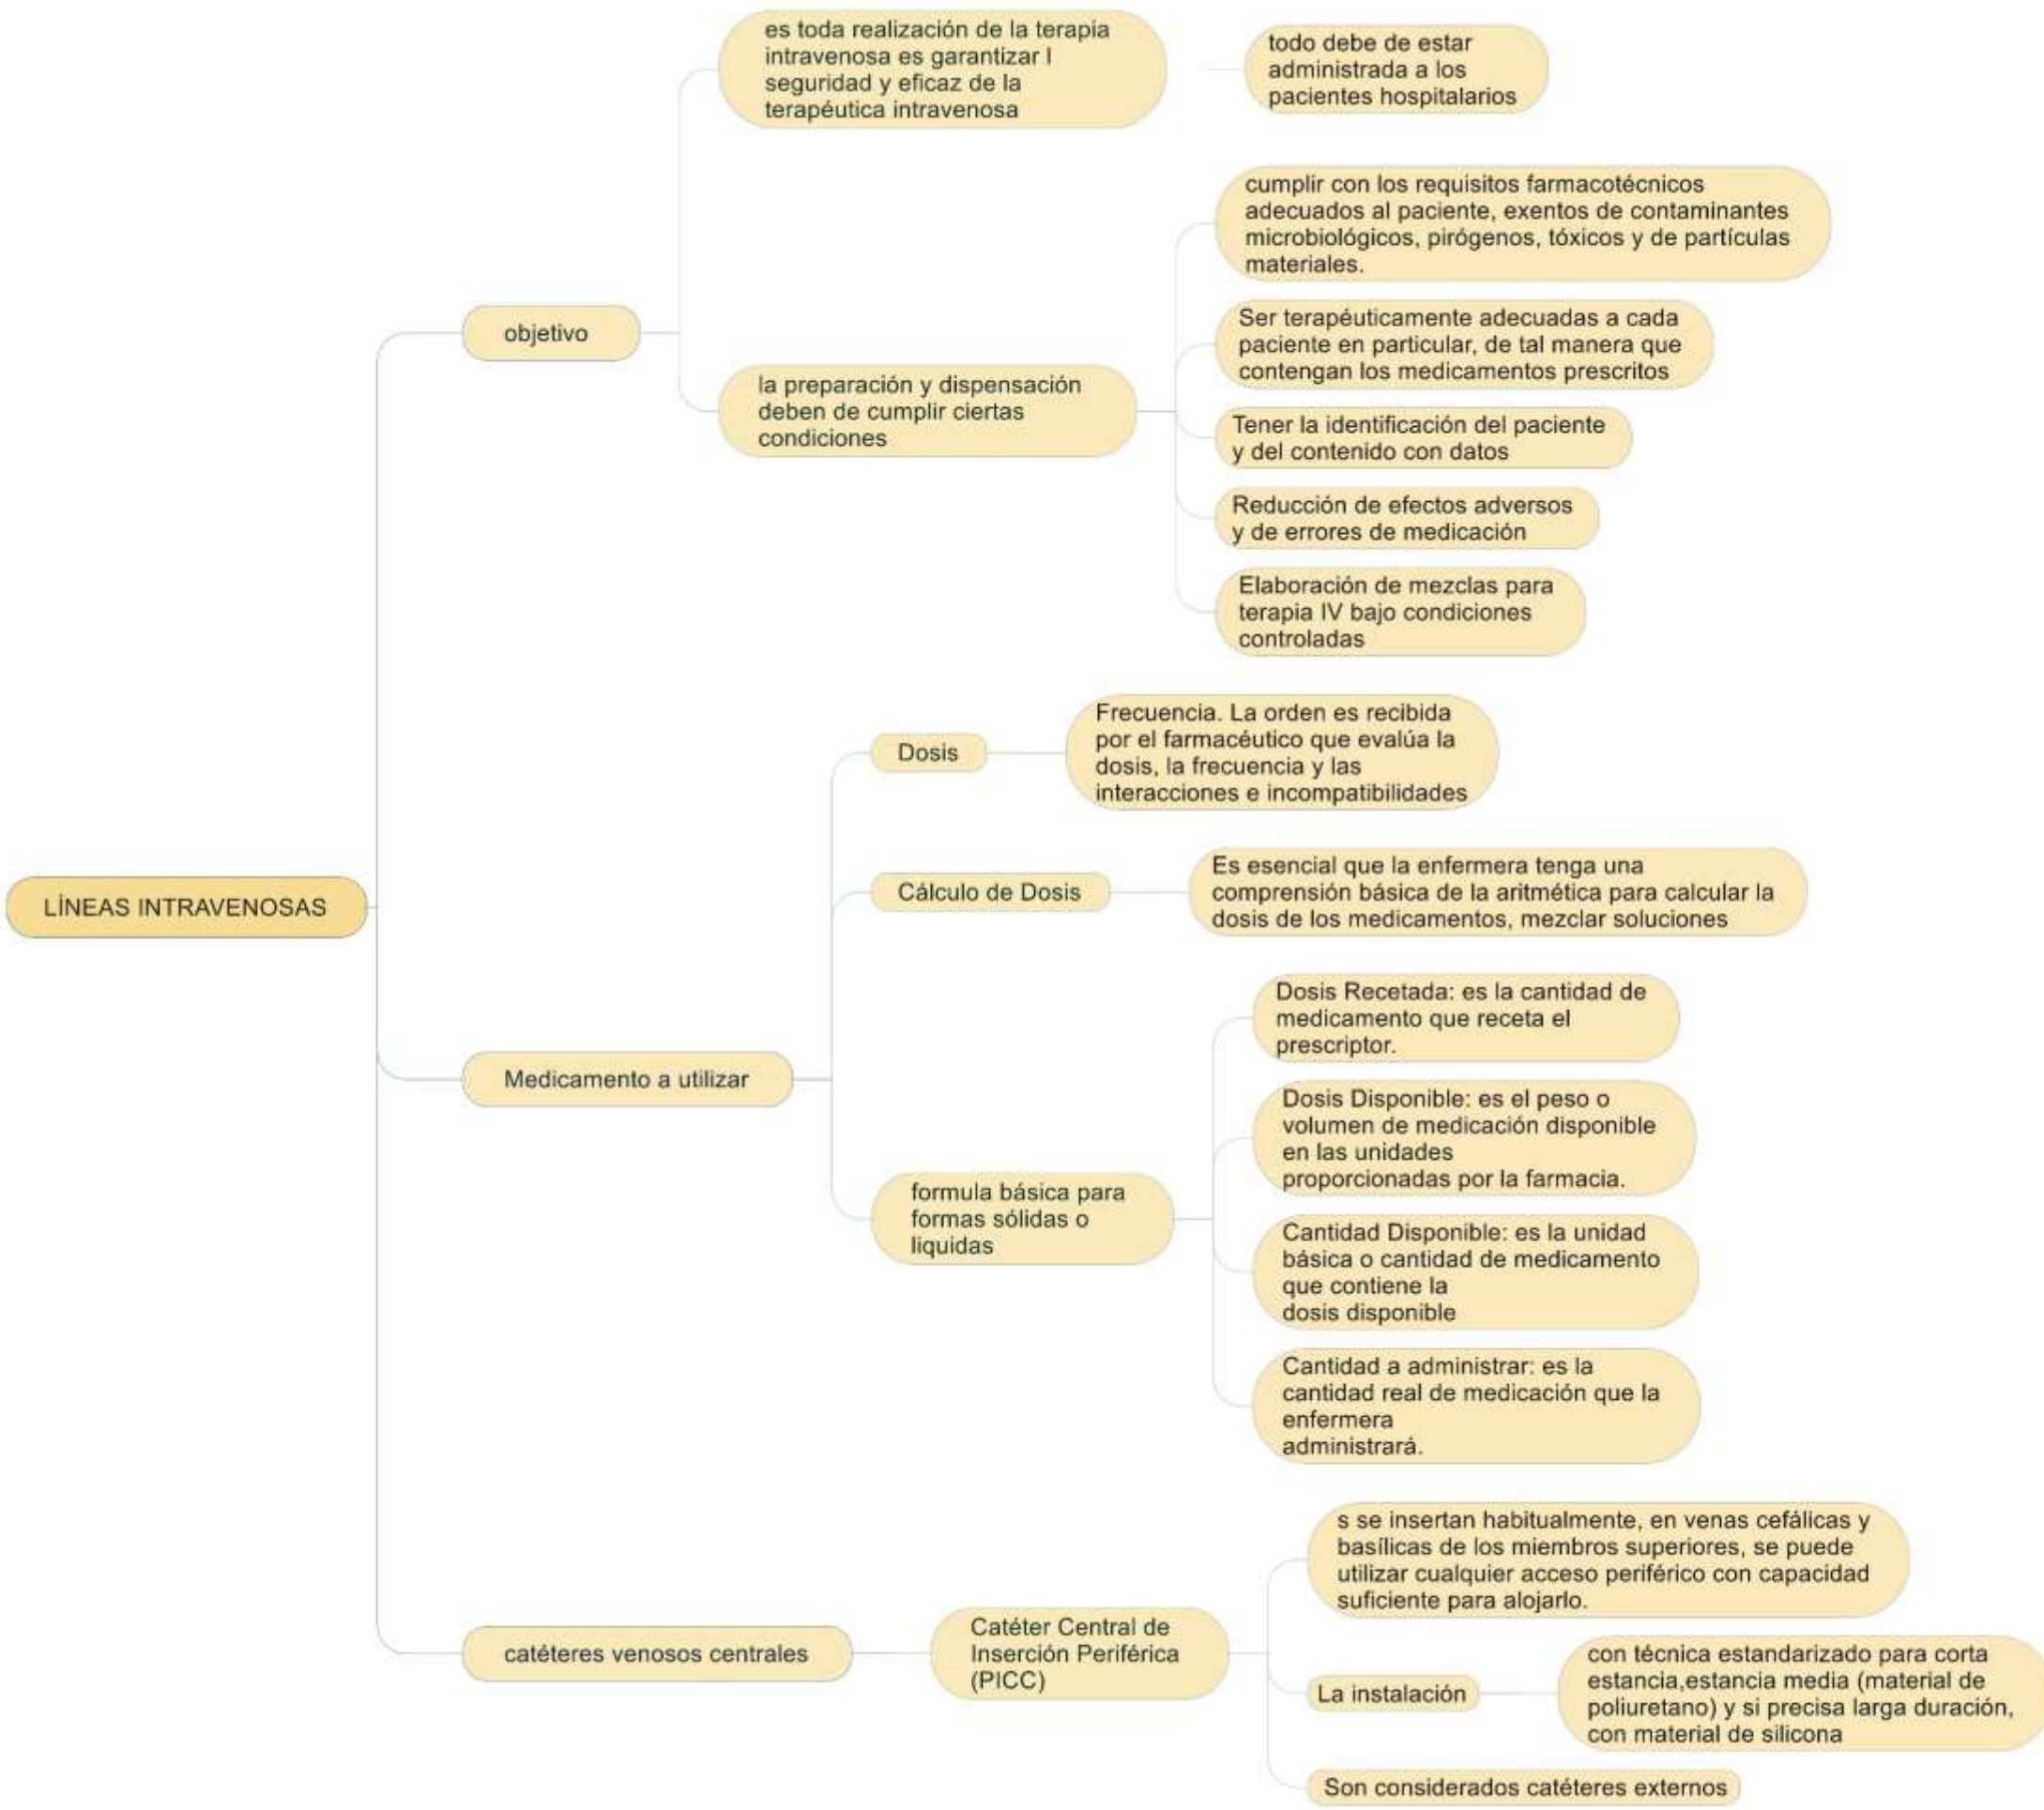 es toda realización de la terapia
intravenosa es garantizar l
seguridad y eficaz de la
terapéutica intravenosa
todo debe de estar
administrada a los
pacientes hospitalarios
objetivo
cumplir con los requisitos farmacotécnicos
adecuados al paciente, exentos de contaminantes
microbiológicos, pirógenos, tóxicos y de partículas
materiales.
Ser terapéuticamente adecuadas a cada
paciente en particular, de tal manera que
contengan los medicamentos prescritos
la preparación y dispensación
deben de cumplir ciertas
condiciones
Tener la identificación del paciente
y del contenido con datos
Reducción de efectos adversos
y de errores de medicación
Elaboración de mezclas para
terapia IV bajo condiciones
controladas
LÍNEAS INTRAVENOSAS
Medicamento a utilizar
Dosis
Frecuencia. La orden es recibida
por el farmacéutico que evalúa la
dosis, la frecuencia y las
interacciones e incompatibilidades
Cálculo de Dosis
Es esencial que la enfermera tenga una
comprensión básica de la aritmética para calcular la
dosis de los medicamentos, mezclar soluciones
formula básica para
formas sólidas o
liquidas
Dosis Recetada: es la cantidad de
medicamento que receta el
prescriptor.
Dosis Disponible: es el peso o
volumen de medicación disponible
en las unidades
proporcionadas por la farmacia.
Cantidad Disponible: es la unidad
básica o cantidad de medicamento
que contiene la
dosis disponible
Cantidad a administrar: es la
cantidad real de medicación que la
enfermera
administrará.
catéteres venosos centrales
Catéter Central de
Inserción Periférica
(PICC)
s se insertan habitualmente, en venas cefálicas y
basílicas de los miembros superiores, se puede
utilizar cualquier acceso periférico con capacidad
suficiente para alojarlo.
La instalación
con técnica estandarizado para corta
estancia,estancia media (material de
poliuretano) y si precisa larga duración,
con material de silicona
Son considerados catéteres externos